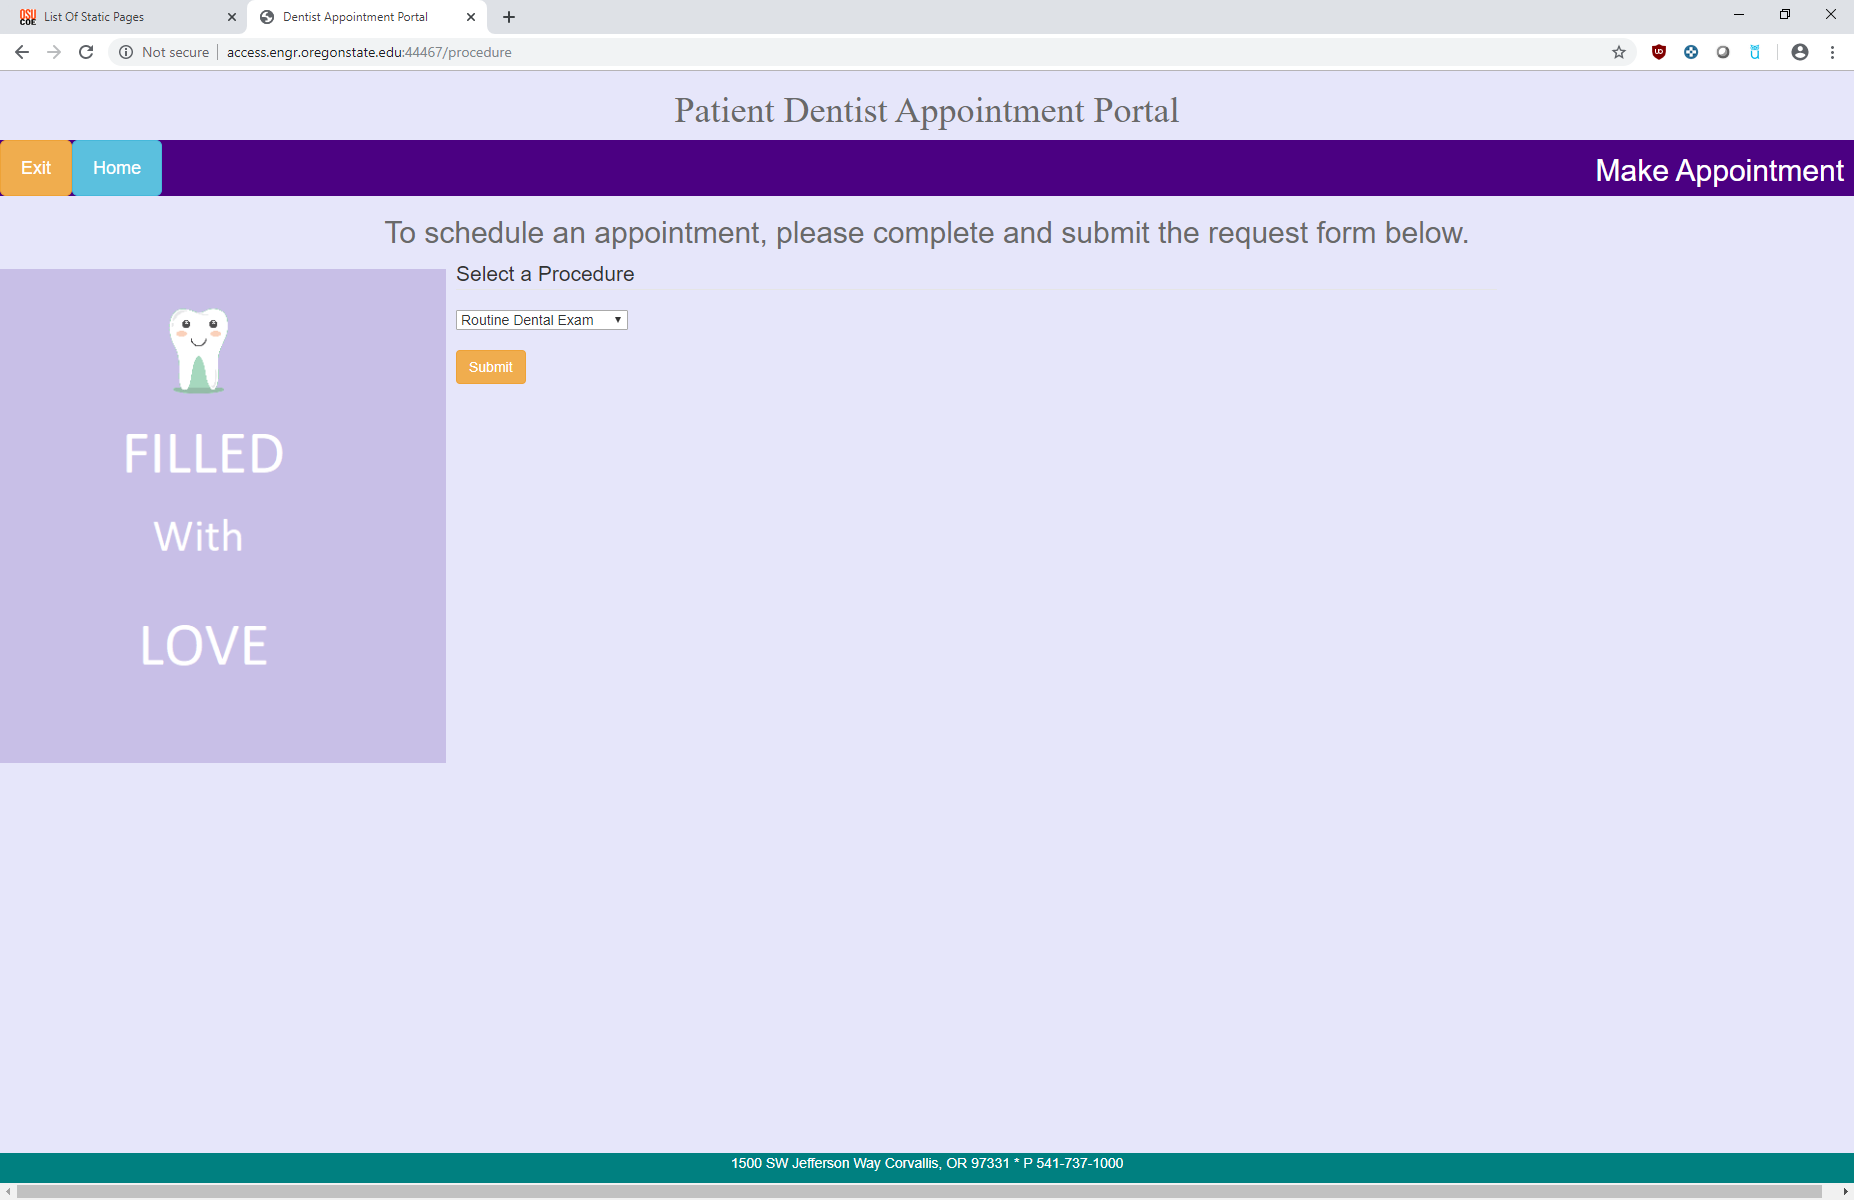 OSU
COE
List Of Static Pages
Dentist Appointment Portal
Not secure
access.engr.oregonstate.edu:44467/procedure
Patient Dentist Appointment Portal
Exit
Home
Make Appointment
To schedule an appointment, please complete and submit the request form below.
Select a Procedure
Routine Dental Exam
Submit
FILLED
With
LOVE
1500 SW Jefferson Way Corvallis, OR 97331 * P 541-737-1000